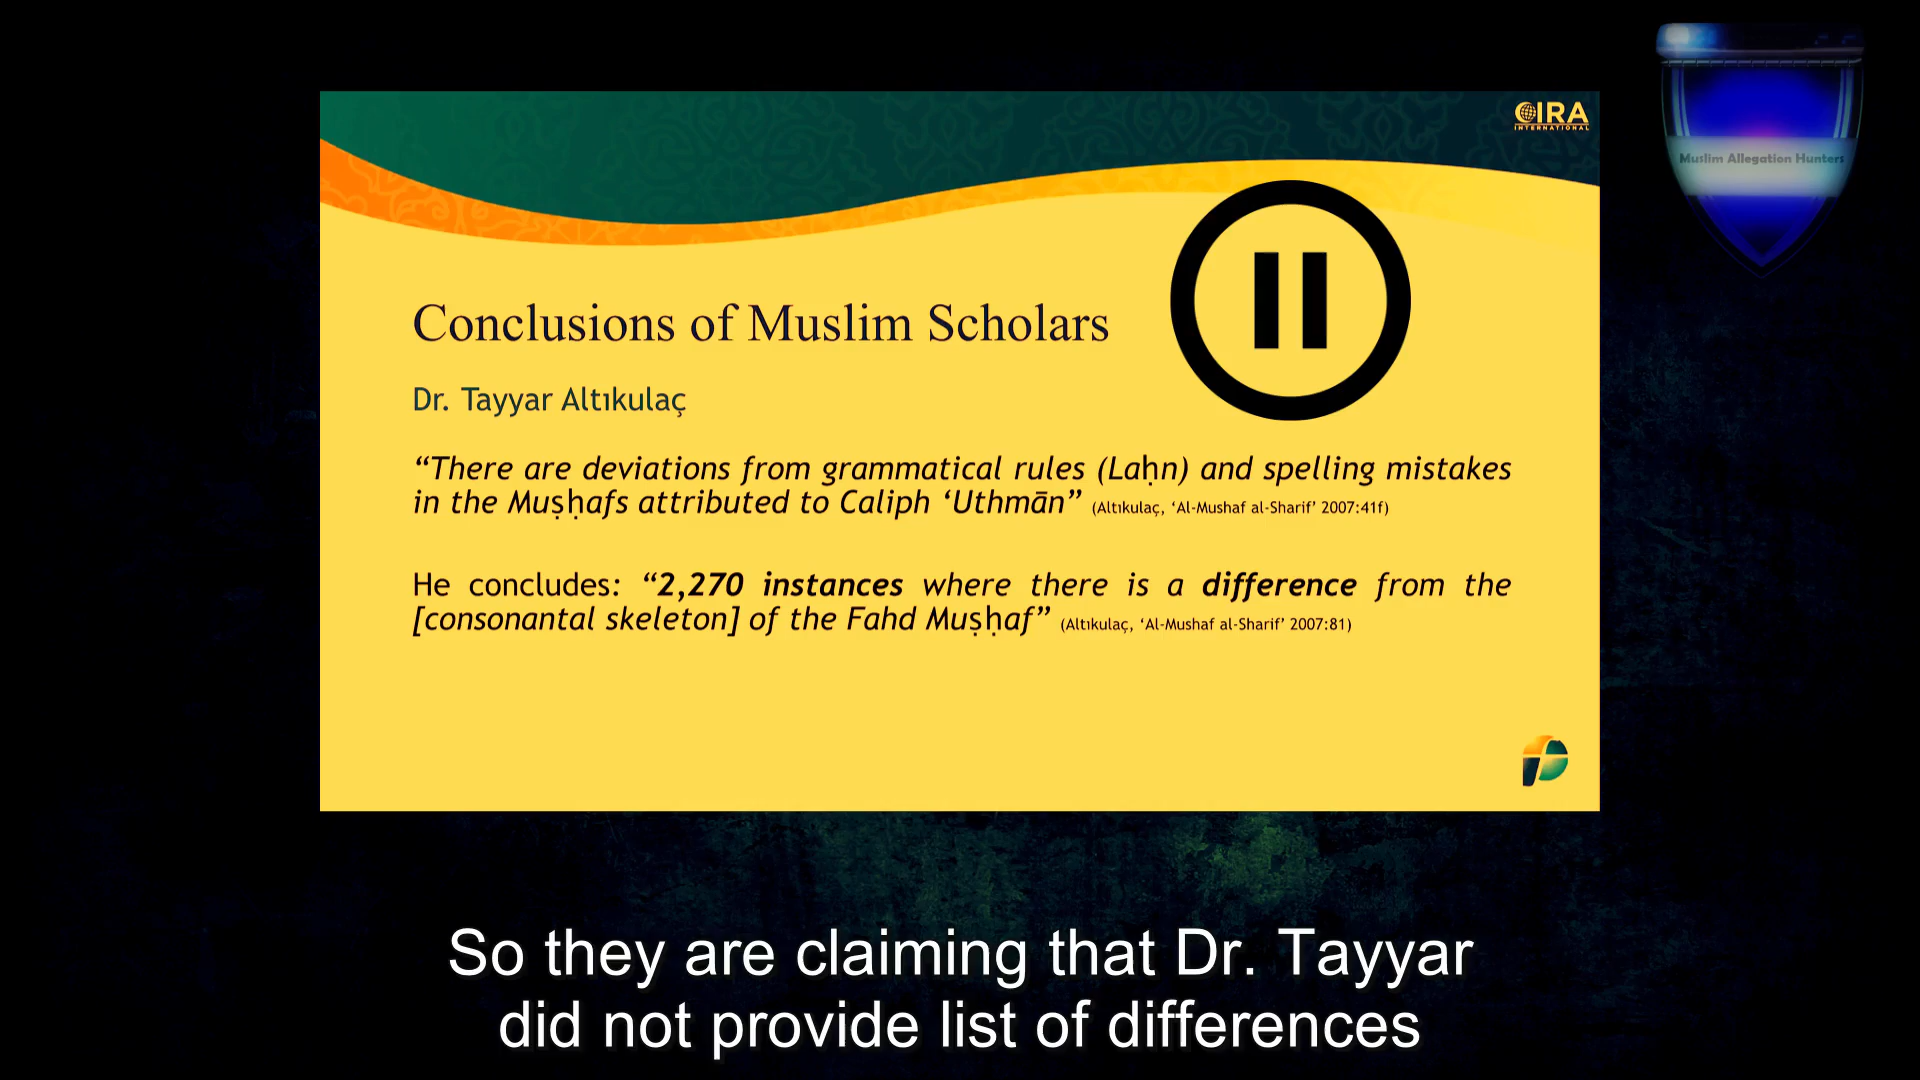 CIRA
INTERNATIONAL
Muslim Allegation Hunters
Conclusions of Muslim Scholars
Dr. Tayyar Altıkulaç
“There are deviations from grammatical rules (Laḥn) and spelling mistakes
in the Muṣḥafs attributed to Caliph ‘Uthmān” (Altıkulaç, ‘Al-Mushaf al-Sharif’ 2007:41f)
He concludes: “2,270 instances where there is a difference from the
[consonantal skeleton] of the Fahd Muṣḥaf” (Altıkulaç, ‘Al-Mushaf al-Sharif’ 2007:81)
So they are claiming that Dr. Tayyar
did not provide list of differences